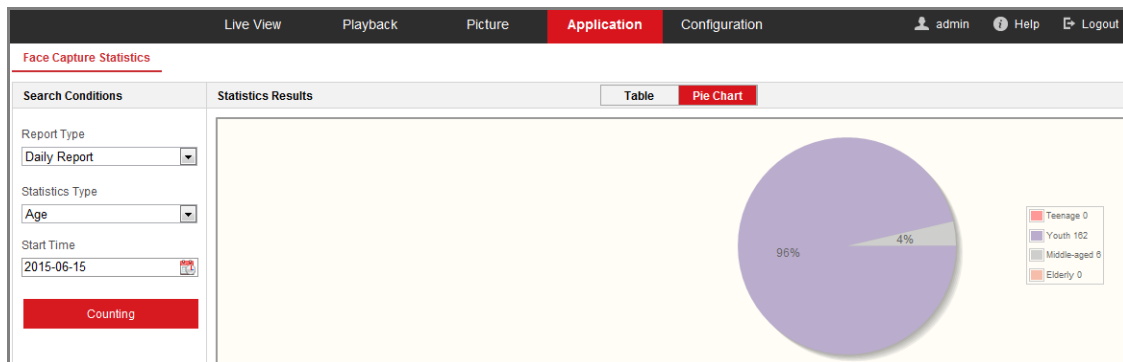 Live View Playback Picture Application Configuration admin Help Logout
Face Capture Statistics
Search Conditions
Statistics Results
Table Pie Chart
Report Type
Daily Report
Statistics Type
Age
Start Time
2015-06-15
Counting
96%
4%
Teenage 0
Youth 162
Middle-aged 6
Elderly 0